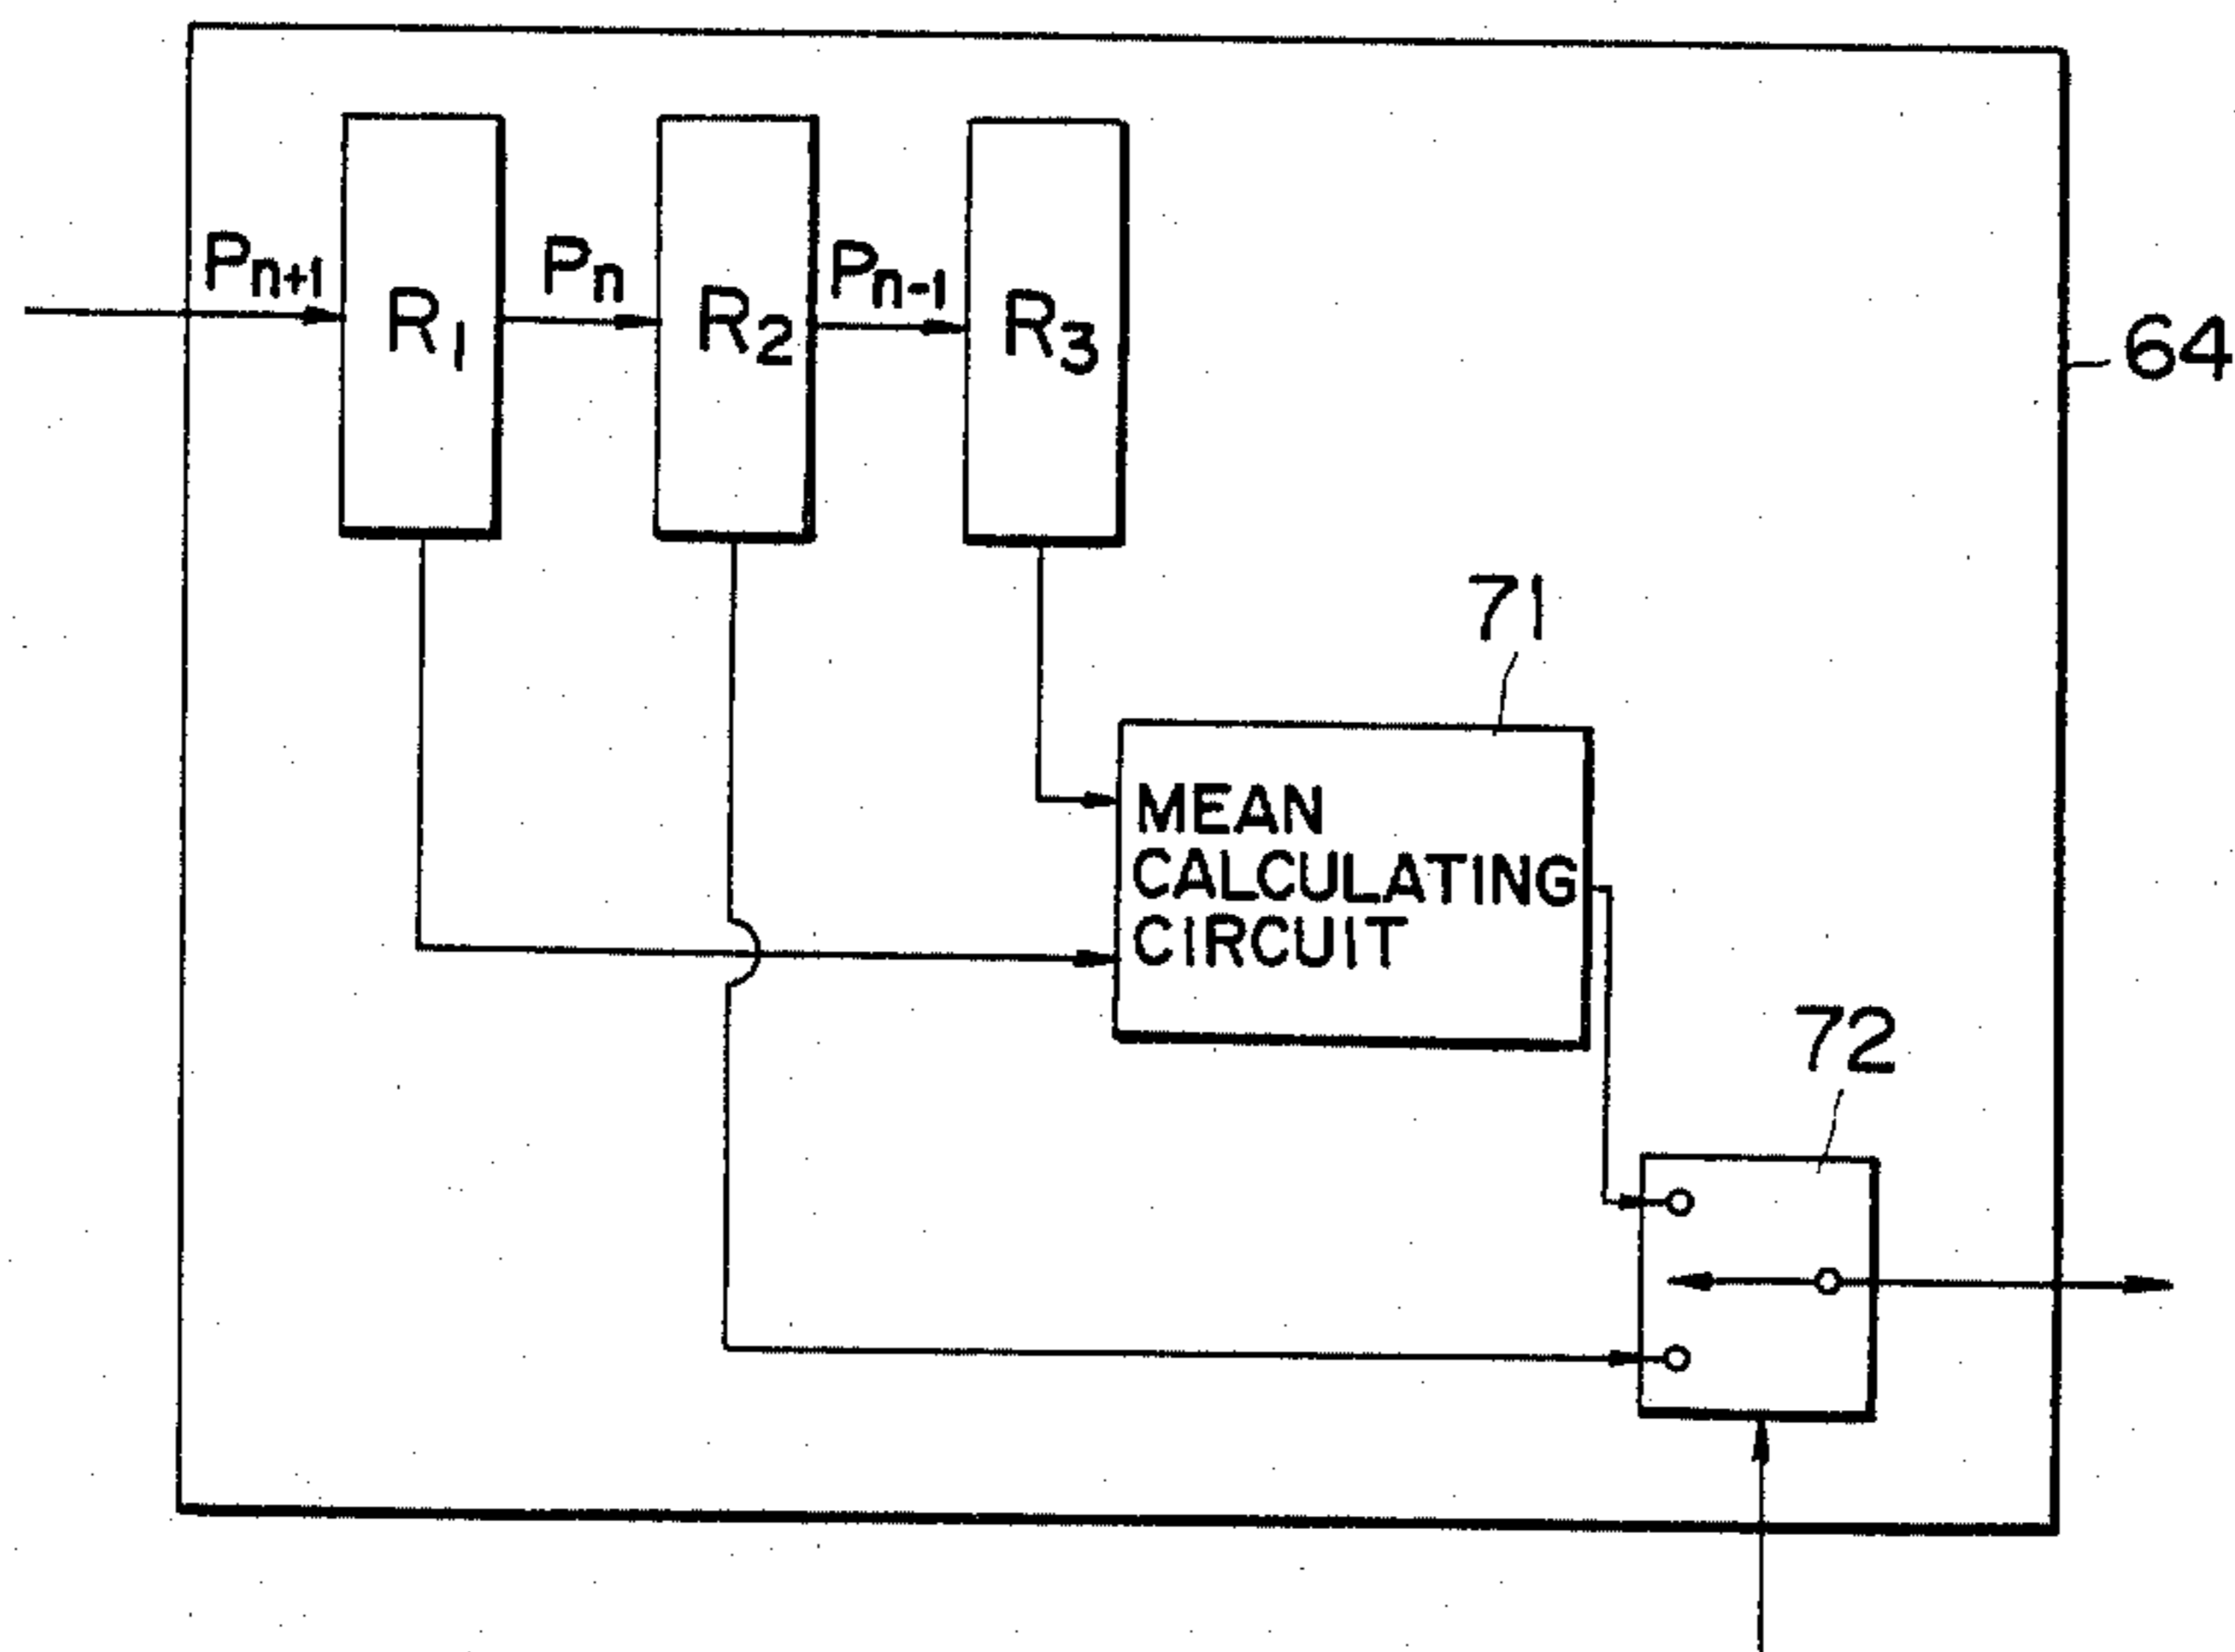 Pn+1
R1
Pn
R2
Pn-1
R3
64
71
MEAN
CALCULATING
CIRCUIT
72